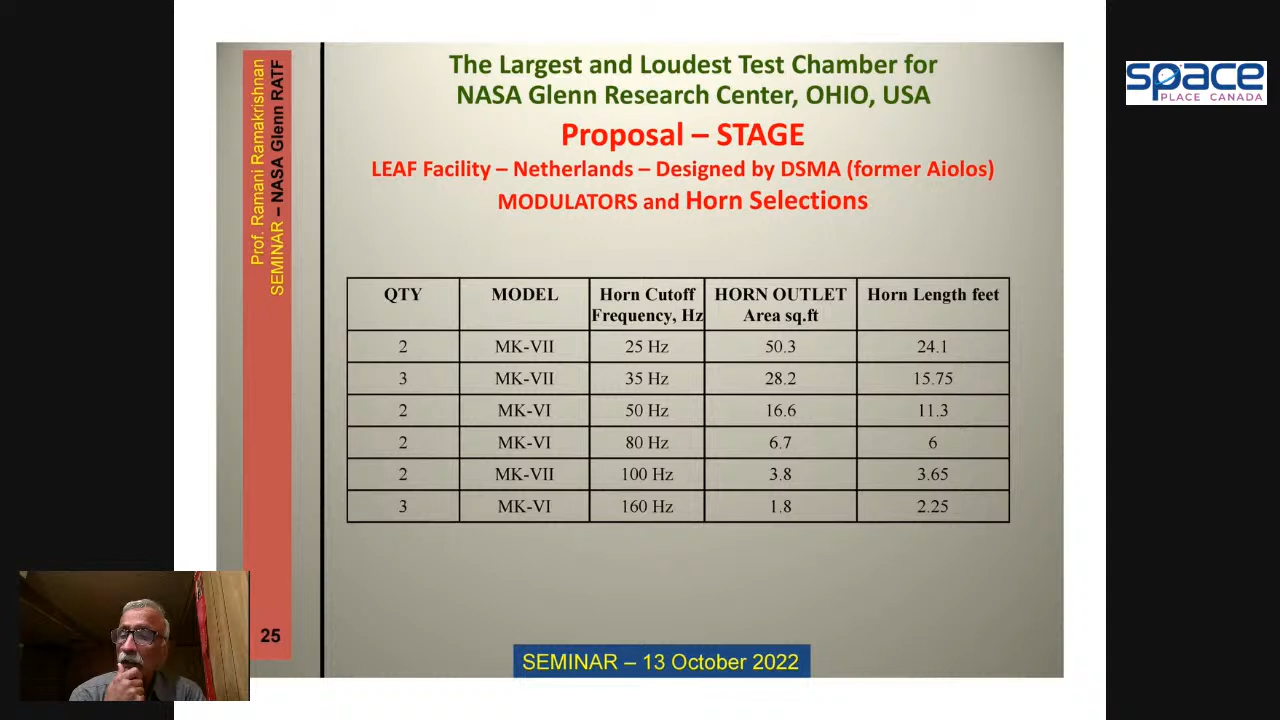 Prof. Ramani Ramakrishnan
SEMINAR – NASA Glenn RATF
25
The Largest and Loudest Test Chamber for
NASA Glenn Research Center, OHIO, USA
Proposal – STAGE
LEAF Facility – Netherlands – Designed by DSMA (former Aiolos)
MODULATORS and Horn Selections
QTY MODEL Horn Cutoff Frequency, Hz HORN OUTLET Area sq.ft Horn Length feet
2 MK-VII 25 Hz 50.3 24.1
3 MK-VII 35 Hz 28.2 15.75
2 MK-VI 50 Hz 16.6 11.3
2 MK-VI 80 Hz 6.7 6
2 MK-VII 100 Hz 3.8 3.65
3 MK-VI 160 Hz 1.8 2.25
SEMINAR – 13 October 2022
space
PLACE CANADA